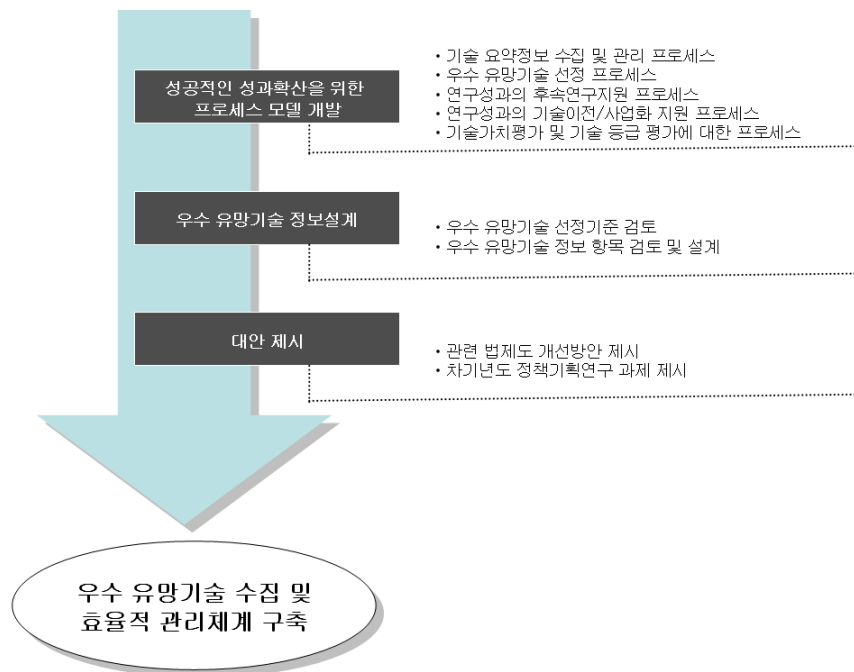 성공적인 성과확산을 위한
프로세스 모델 개발
• 기술 요약정보 수집 및 관리 프로세스
• 우수 유망기술 선정 프로세스
• 연구성과의 후속연구지원 프로세스
• 연구성과의 기술이전/사업화 지원 프로세스
• 기술가치평가 및 기술 등급 평가에 대한 프로세스
우수 유망기술 정보설계
• 우수 유망기술 선정기준 검토
• 우수 유망기술 정보 항목 검토 및 설계
대안 제시
• 관련 법제도 개선방안 제시
• 차기년도 정책기획연구 과제 제시
우수 유망기술 수집 및
효율적 관리체계 구축